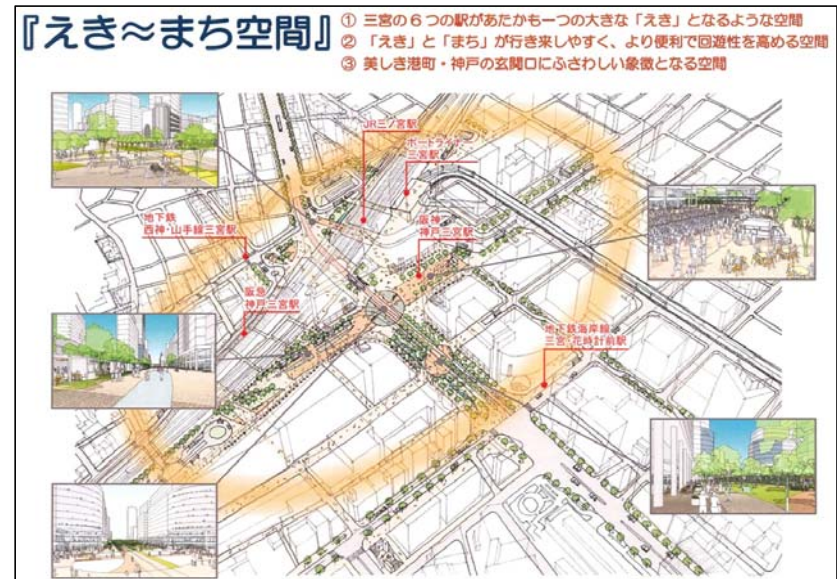 『えき～まち空間』
① 三宮の6つの駅があたかも一つの大きな「えき」となるような空間
② 「えき」と「まち」が行き来しやすく、より便利で回遊性を高める空間
③ 美しき港町・神戸の玄関口にふさわしい象徴となる空間
JR三ノ宮駅
ポートライナー
三宮駅
地下鉄
西神・山手線三宮駅
阪神
神戸三宮駅
阪急
神戸三宮駅
地下鉄海岸線
三宮・花時計前駅